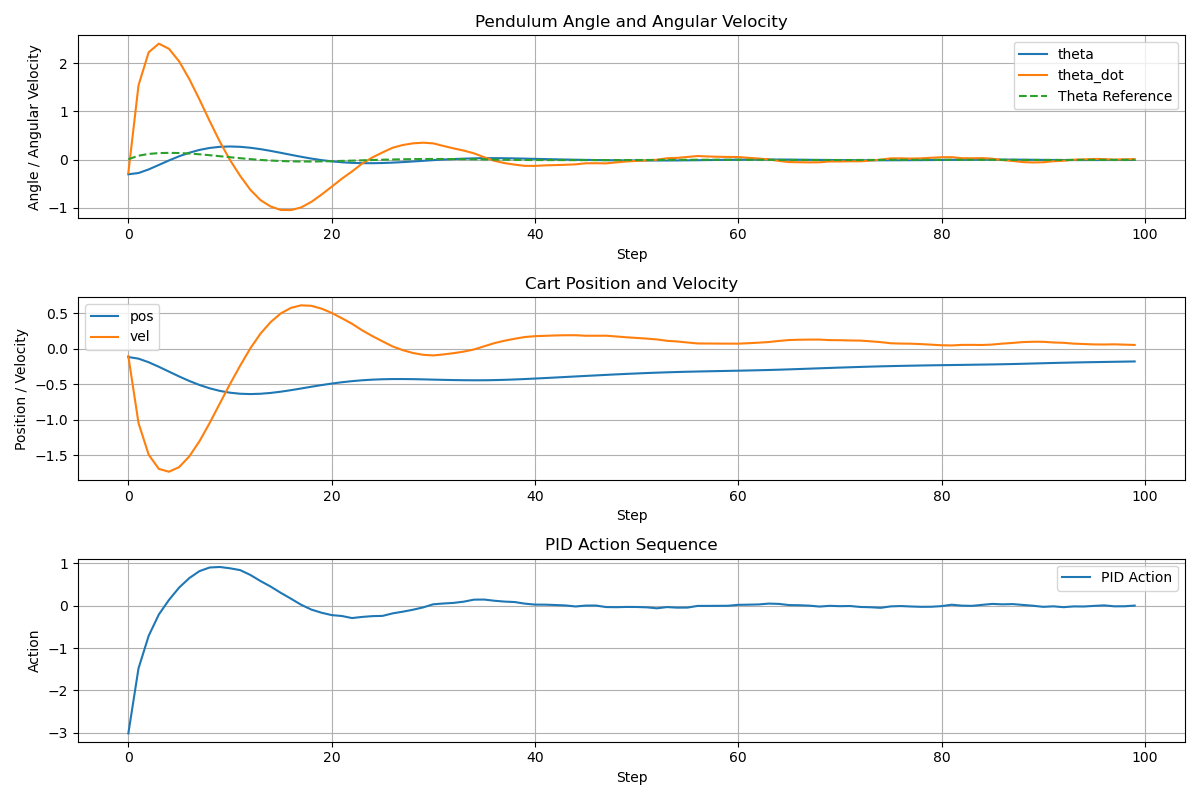 Pendulum Angle and Angular Velocity
Angle / Angular Velocity
2
1
0
−1
theta
theta_dot
Theta Reference
0 20 40 60 80 100
Step
Cart Position and Velocity
Position / Velocity
0.5
0.0
−0.5
−1.0
−1.5
pos
vel
0 20 40 60 80 100
Step
PID Action Sequence
Action
1
0
−1
−2
−3
PID Action
0 20 40 60 80 100
Step